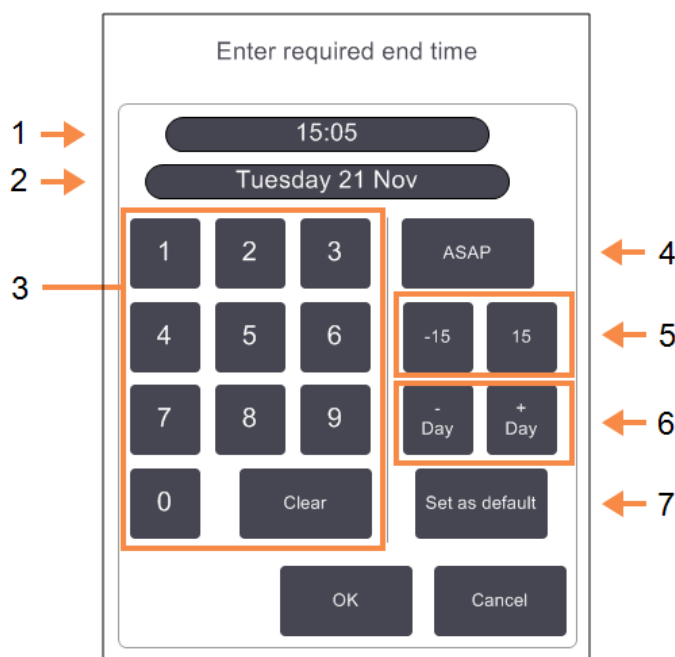 Enter required end time
1
15:05
2
Tuesday 21 Nov
3
1 2 3
ASAP
4
4 5 6
-15 15
5
7 8 9
-
Day
+
Day
6
0 Clear
Set as default
7
OK Cancel